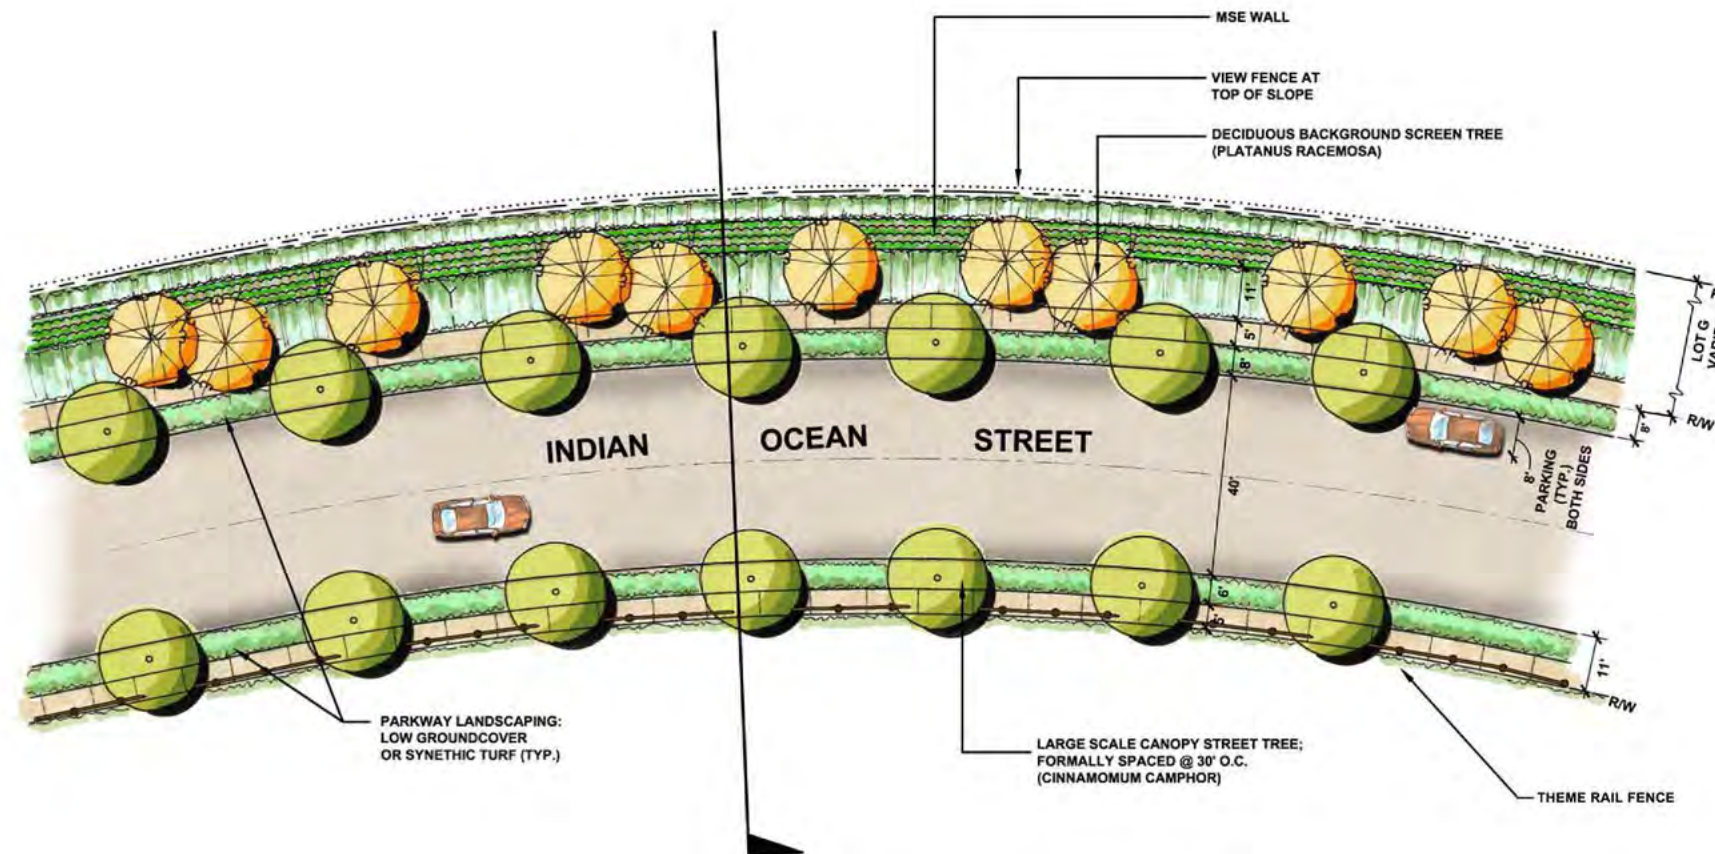 MSE WALL
VIEW FENCE AT
TOP OF SLOPE
DECIDUOUS BACKGROUND SCREEN TREE
(PLATANUS RACEMOSA)
11'
5'
8'
LOT G
R/W
8'
INDIAN OCEAN STREET
40'
8'
PARKING
(TYP.)
BOTH SIDES
6'
5'
11'
R/W
PARKWAY LANDSCAPING:
LOW GROUNDCOVER
OR SYNETHIC TURF (TYP.)
LARGE SCALE CANOPY STREET TREE;
FORMALLY SPACED @ 30' O.C.
(CINNAMOMUM CAMPHOR)
THEME RAIL FENCE